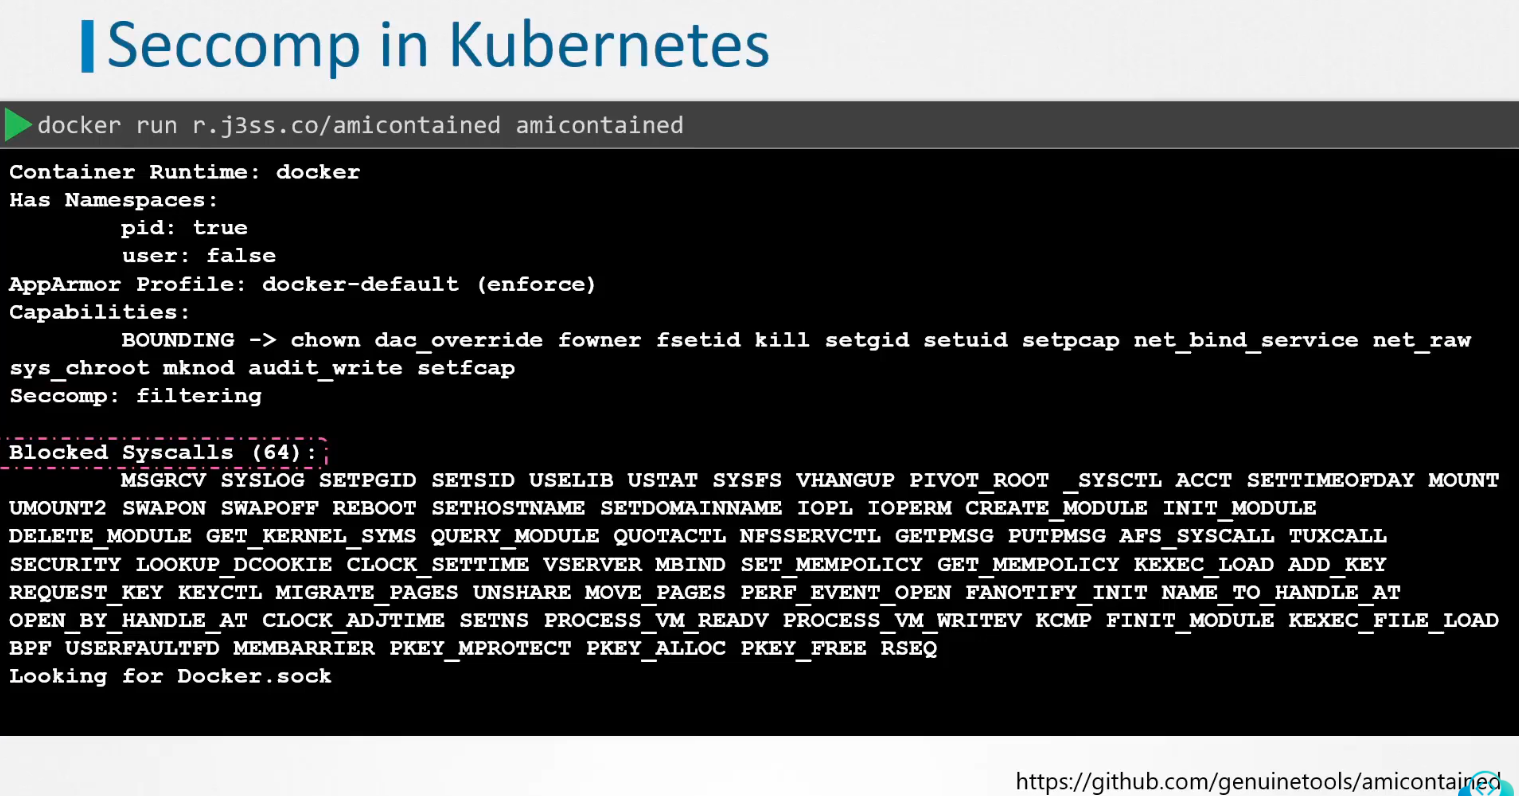 Seccomp in Kubernetes
docker run r.j3ss.co/amicontained amicontained
Container Runtime: docker
Has Namespaces:
pid: true
user: false
AppArmor Profile: docker-default (enforce)
Capabilities:
BOUNDING -> chown dac_override fowner fsetid kill setgid setuid setpcap net_bind_service net_raw
sys_chroot mknod audit_write setfcap
Seccomp: filtering
Blocked Syscalls (64):
MSGRCV SYSLOG SETPGID SETSID USELIB USTAT SYSFS VHANGUP PIVOT_ROOT _SYSCTL ACCT SETTIMEOFDAY MOUNT
UMOUNT2 SWAPON SWAPOFF REBOOT SETHOSTNAME SETDOMAINNAME IOPL IOPERM CREATE_MODULE INIT_MODULE
DELETE_MODULE GET_KERNEL_SYMS QUERY_MODULE QUOTACTL NFSSERVCTL GETPMSG PUTPMSG AFS_SYSCALL TUXCALL
SECURITY LOOKUP_DCOOKIE CLOCK_SETTIME VSERVER MBIND SET_MEMPOLICY GET_MEMPOLICY KEXEC_LOAD ADD_KEY
REQUEST_KEY KEYCTL MIGRATE_PAGES UNSHARE MOVE_PAGES PERF_EVENT_OPEN FANOTIFY_INIT NAME_TO_HANDLE_AT
OPEN_BY_HANDLE_AT CLOCK_ADJTIME SETNS PROCESS_VM_READV PROCESS_VM_WRITEV KCMP FINIT_MODULE KEXEC_FILE_LOAD
BPF USERFAULTFD MEMBARRIER PKEY_MPROTECT PKEY_ALLOC PKEY_FREE RSEQ
Looking for Docker.sock
https://github.com/genuinetools/amicontained